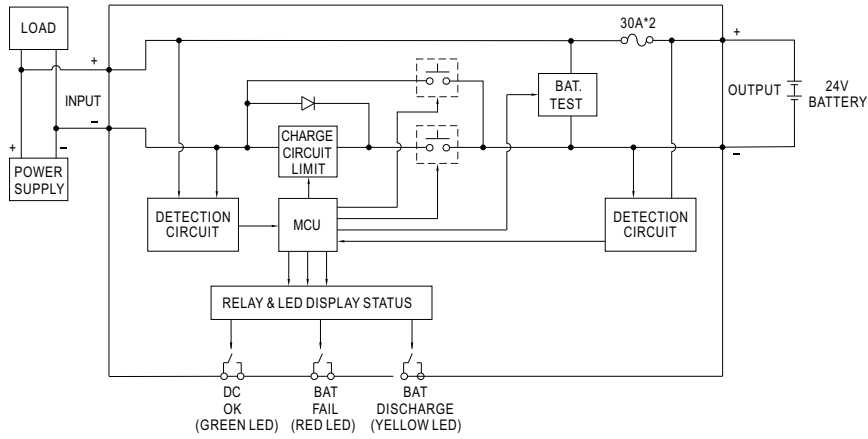 LOAD
30A*2
+
+
INPUT
BAT.
TEST
OUTPUT
24V
BATTERY
–
–
+
–
CHARGE
CIRCUIT
LIMIT
POWER
SUPPLY
DETECTION
CIRCUIT
MCU
DETECTION
CIRCUIT
RELAY & LED DISPLAY STATUS
DC
OK
(GREEN LED)
BAT
FAIL
(RED LED)
BAT
DISCHARGE
(YELLOW LED)